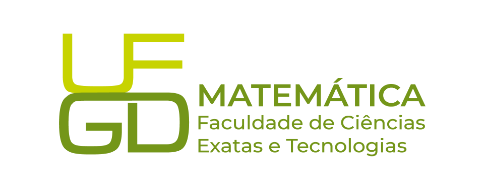 UF
GD
MATEMÁTICA
Faculdade de Ciências
Exatas e Tecnologias